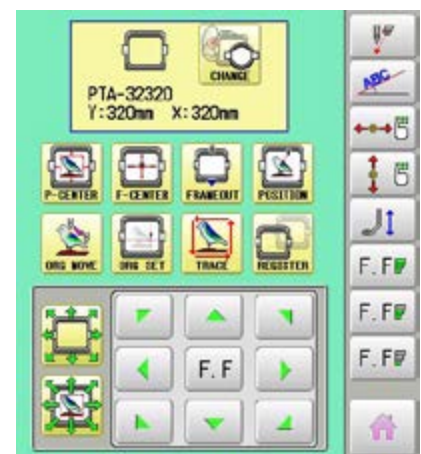 CHANGE
PTA-32320
Y:320mm X:320mm
P-CENTER F-CENTER FRAMEOUT POSITION
ORG MOVE ORG SET TRACE REGISTER
F.F
ABC
F.F
F.F
F.F